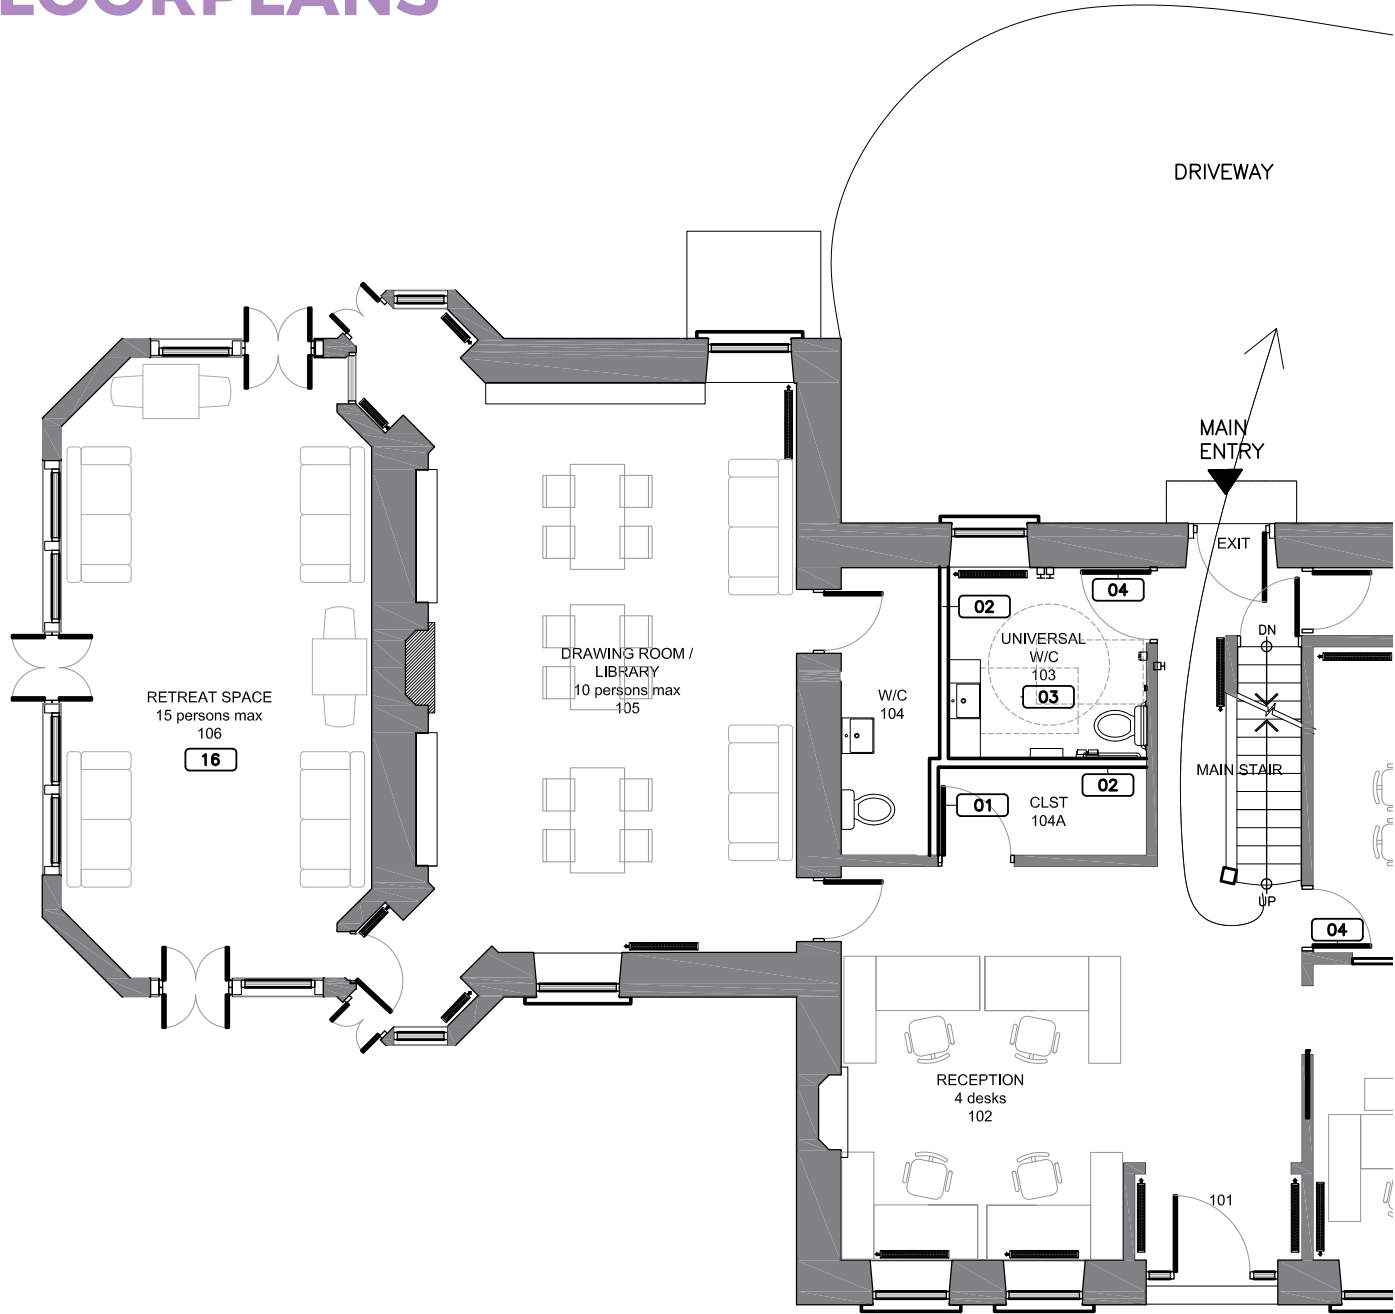 LOORPLANS
DRIVEWAY
MAIN
ENTRY
EXIT
04
02
DN
UNIVERSAL
W/C
103
03
DRAWING ROOM /
LIBRARY
10 persons max
105
RETREAT SPACE
15 persons max
106
16
W/C
104
MAIN STAIR
02
01
CLST
104A
UP
04
RECEPTION
4 desks
102
101